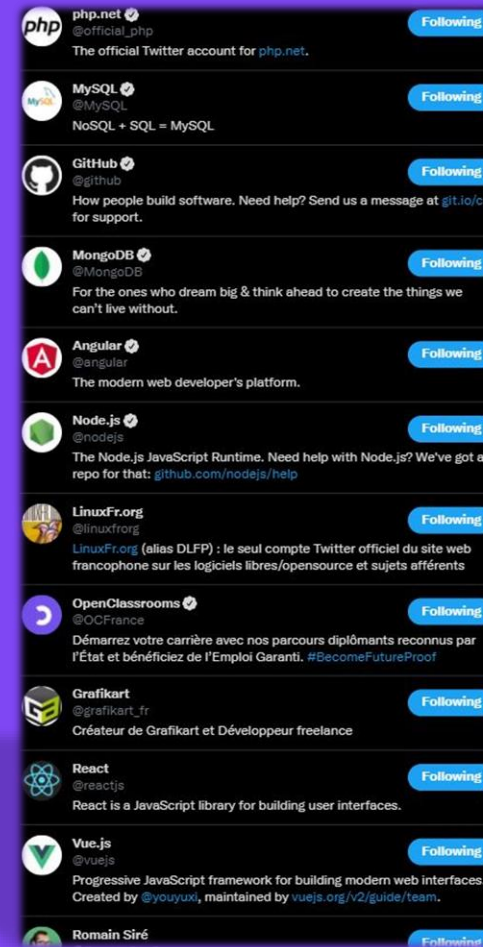 php
php.net
Following
@official_php
The official Twitter account for php.net.
MySQL
MySQL
Following
@MySQL
NoSQL + SQL = MySQL
GitHub
Following
@github
How people build software. Need help? Send us a message at git.io/c
for support.
MongoDB
Following
@MongoDB
For the ones who dream big & think ahead to create the things we
can't live without.
Angular
Following
@angular
The modern web developer's platform.
Node.js
Following
@nodejs
The Node.js JavaScript Runtime. Need help with Node.js? We've got a
repo for that: github.com/nodejs/help
LinuxFr.org
Following
@linuxfrorg
LinuxFr.org (alias DLFP) : le seul compte Twitter officiel du site web
francophone sur les logiciels libres/opensource et sujets afférents
OpenClassrooms
Following
@OCFrance
Démarrez votre carrière avec nos parcours diplômants reconnus par
l'État et bénéficiez de l'Emploi Garanti. #BecomeFutureProof
Grafikart
Following
@grafikart_fr
Créateur de Grafikart et Développeur freelance
React
Following
@reactjs
React is a JavaScript library for building user interfaces.
Vue.js
Following
@vuejs
Progressive JavaScript framework for building modern web interfaces.
Created by @youyuxi, maintained by vuejs.org/v2/guide/team.
Romain Siré
Following